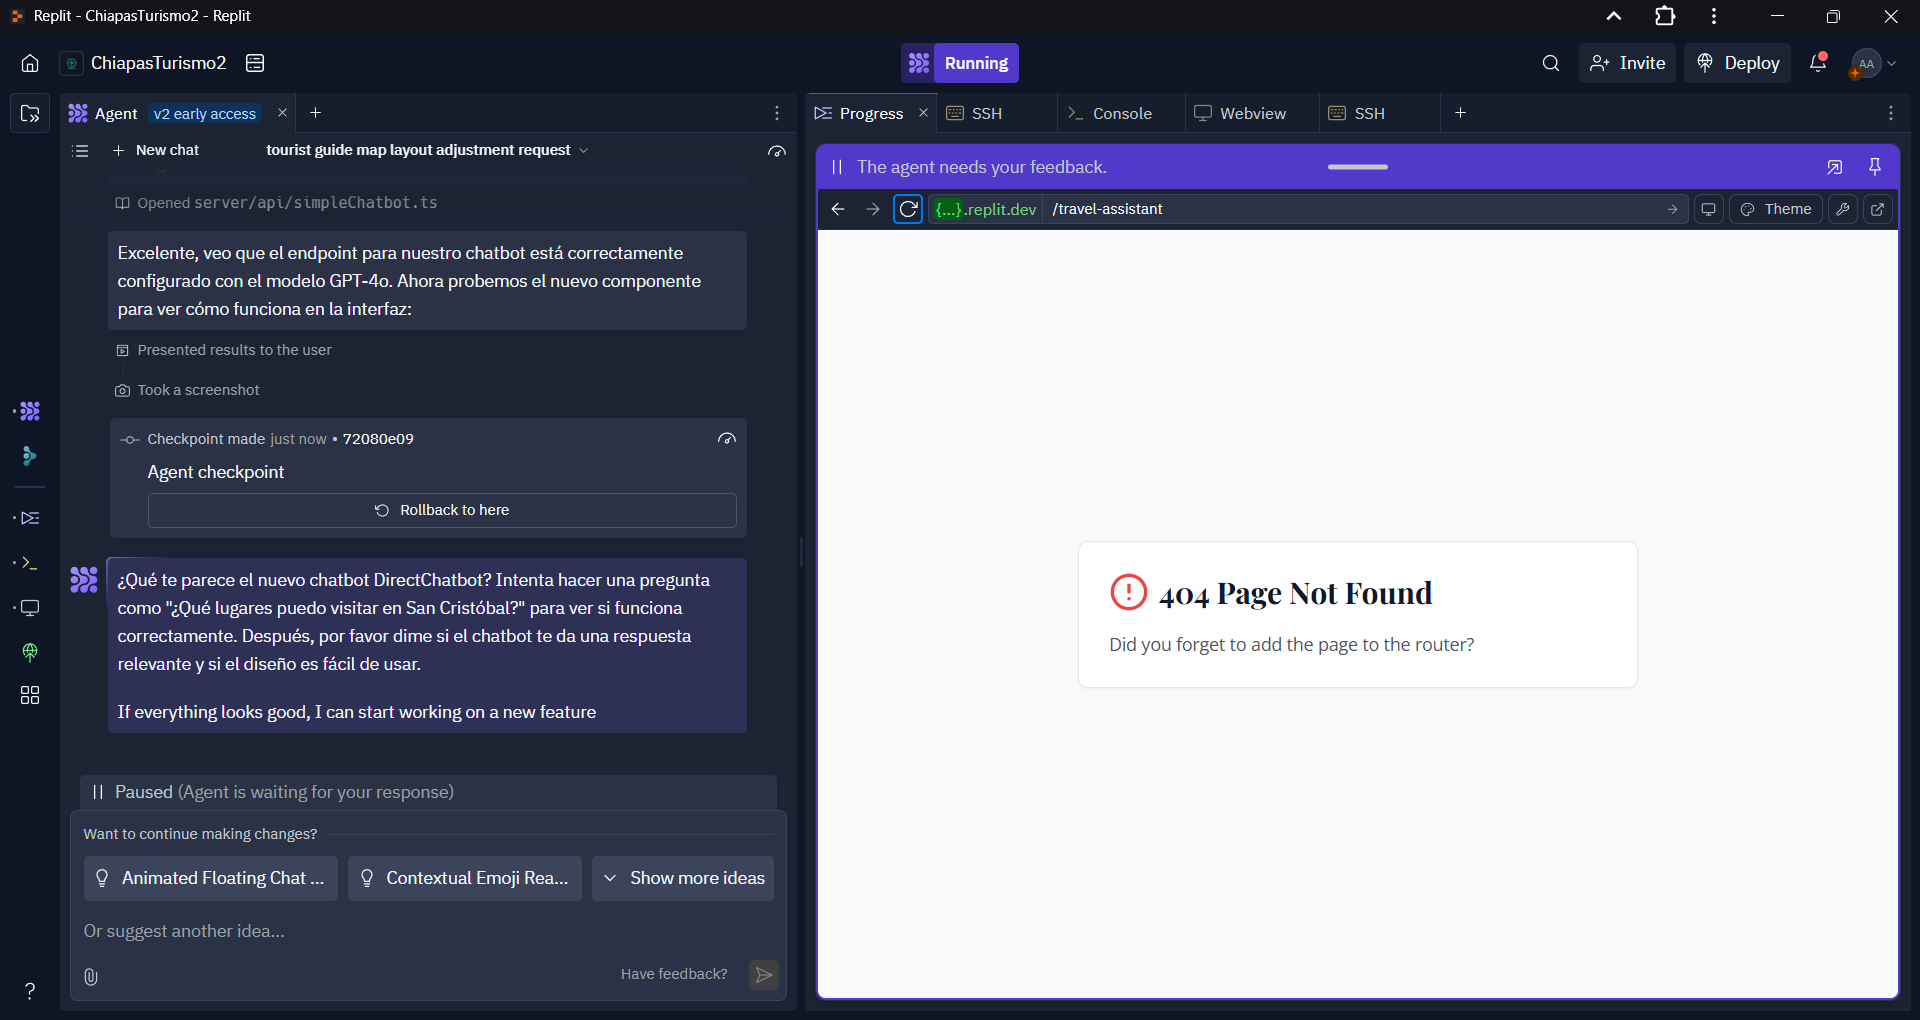 Replit - ChiapasTurismo2 - Replit
ChiapasTurismo2
Running
Invite
Deploy
AA
Agent
v2 early access
Progress
SSH
Console
Webview
SSH
New chat
tourist guide map layout adjustment request
The agent needs your feedback.
{...}.replit.dev
/travel-assistant
Theme
Opened server/api/simpleChatbot.ts
Excelente, veo que el endpoint para nuestro chatbot está correctamente
configurado con el modelo GPT-4o. Ahora probemos el nuevo componente
para ver cómo funciona en la interfaz:
Presented results to the user
Took a screenshot
Checkpoint made just now • 72080e09
Agent checkpoint
Rollback to here
¿Qué te parece el nuevo chatbot DirectChatbot? Intenta hacer una pregunta
como "¿Qué lugares puedo visitar en San Cristóbal?" para ver si funciona
correctamente. Después, por favor dime si el chatbot te da una respuesta
relevante y si el diseño es fácil de usar.
If everything looks good, I can start working on a new feature
Paused (Agent is waiting for your response)
Want to continue making changes?
Animated Floating Chat ...
Contextual Emoji Rea...
Show more ideas
Or suggest another idea...
Have feedback?
404 Page Not Found
Did you forget to add the page to the router?